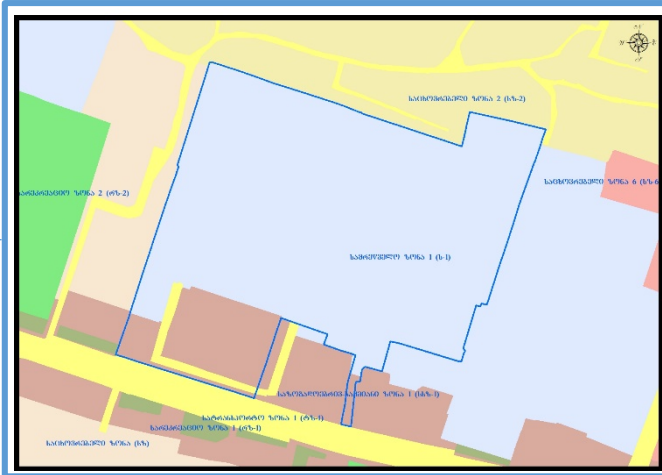 საცხოვრებელი ზონა 2 (სზ-2)
საცხოვრებელი ზონა 6 (სზ-6
სარეკრეაციო ზონა 2 (რზ-2)
სამრეწველო ზონა 1 (ს-1)
საზოგადოებრივ-საქმიანი ზონა 1 (სსზ-1)
სატრანსპორტო ზონა 1 (ტზ-1)
სარეკრეაციო ზონა 1 (რზ-1)
საცხოვრებელი ზონა (სზ)